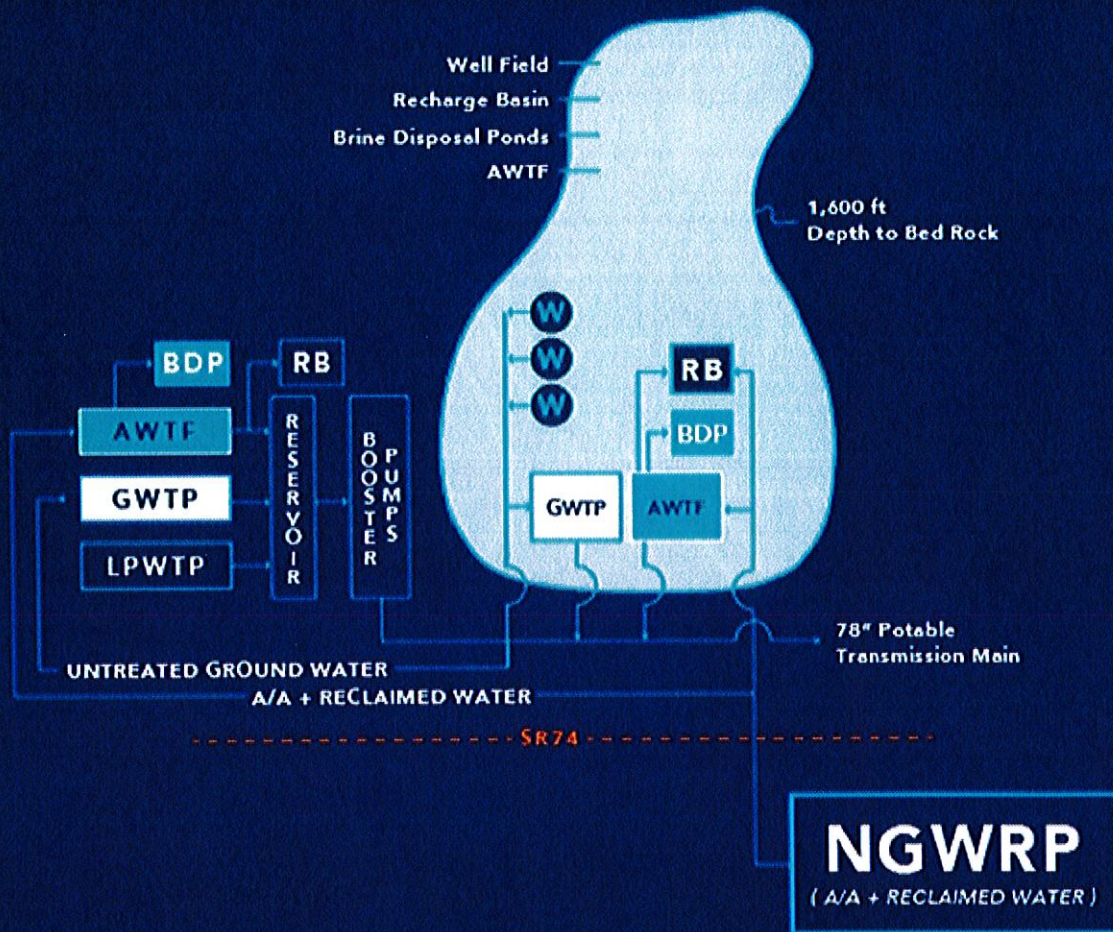 Well Field
Recharge Basin
Brine Disposal Ponds
AWTF
1,600 ft
Depth to Bed Rock
W
W
W
RB
BDP
GWTP
AWTF
BDP
RB
AWTF
GWTP
LPWTP
RESERVOIR
BOOSTER
PUMPS
78" Potable
Transmission Main
UNTREATED GROUND WATER
A/A + RECLAIMED WATER
SR74
NGWRP
( A/A + RECLAIMED WATER )